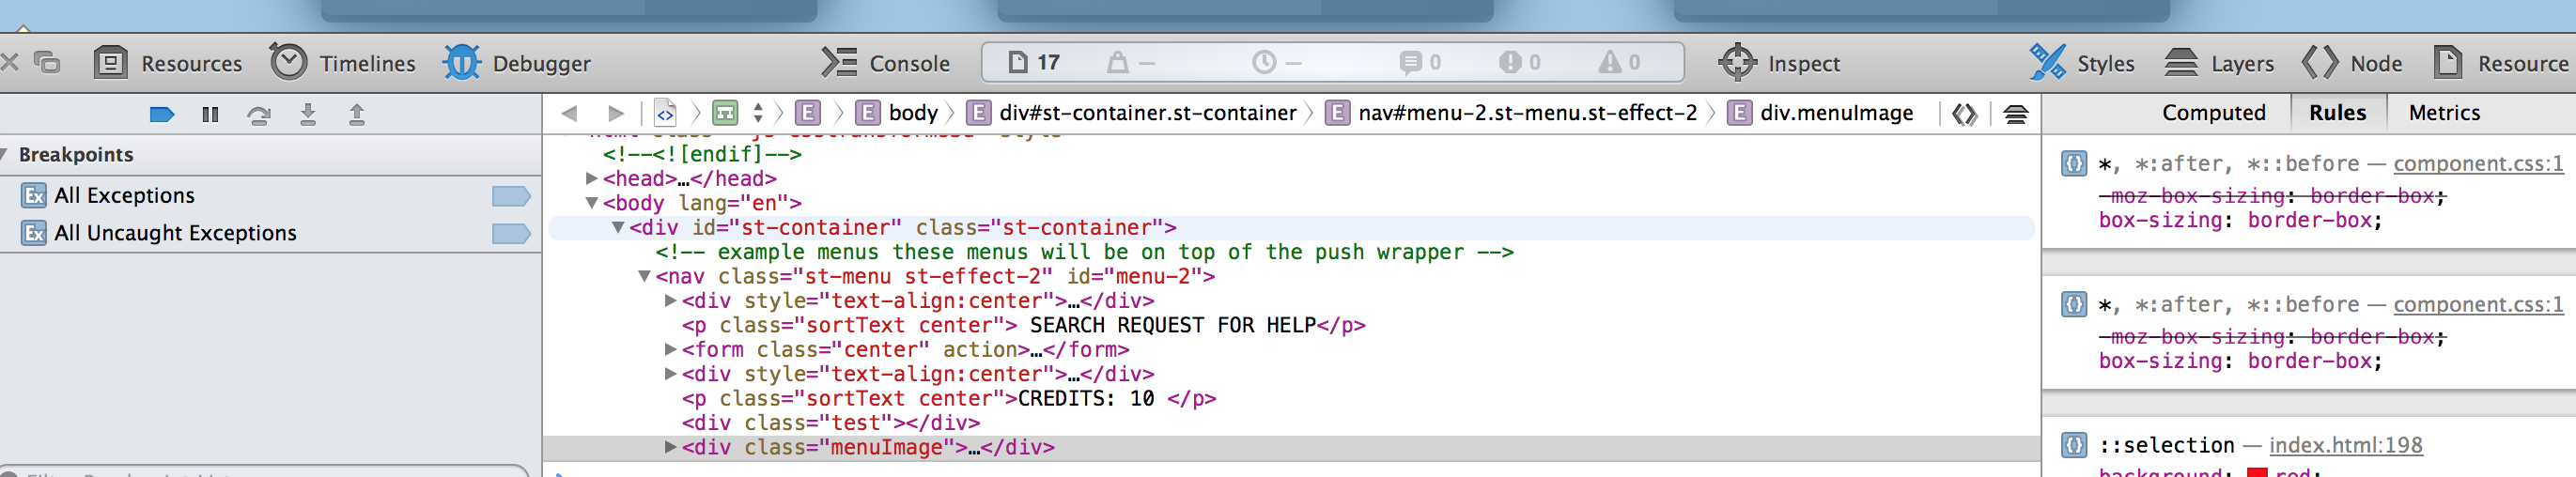 Resources Timelines Debugger Console 17 — — 0 0 0 Inspect Styles Layers Node Resource
E E body E div#st-container.st-container E nav#menu-2.st-menu.st-effect-2 E div.menuImage Computed Rules Metrics
Breakpoints
Ex All Exceptions
Ex All Uncaught Exceptions
<!--<![endif]-->
<head>…</head>
<body lang="en">
<div id="st-container" class="st-container">
<!-- example menus these menus will be on top of the push wrapper -->
<nav class="st-menu st-effect-2" id="menu-2">
<div style="text-align:center">…</div>
<p class="sortText center"> SEARCH REQUEST FOR HELP</p>
<form class="center" action>…</form>
<div style="text-align:center">…</div>
<p class="sortText center">CREDITS: 10 </p>
<div class="test"></div>
<div class="menuImage">…</div>
*, *:after, *::before — component.css:1
-moz-box-sizing: border-box;
box-sizing: border-box;
*, *:after, *::before — component.css:1
-moz-box-sizing: border-box;
box-sizing: border-box;
::selection — index.html:198
background: red;